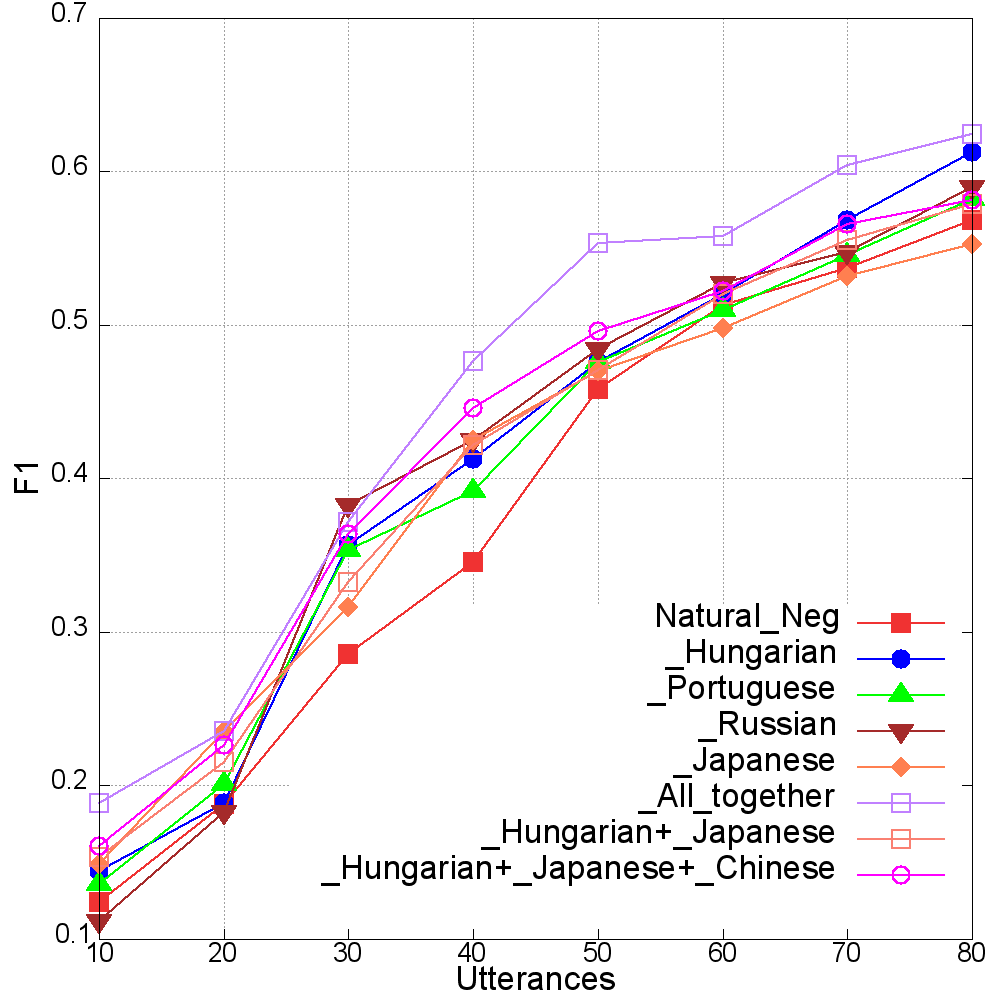 0.7
0.6
0.5
0.4
0.3
0.2
0.1
F1
Natural_Neg
_Hungarian
_Portuguese
_Russian
_Japanese
_All_together
_Hungarian+_Japanese
_Hungarian+_Japanese+_Chinese
10 20 30 40 50 60 70 80
Utterances